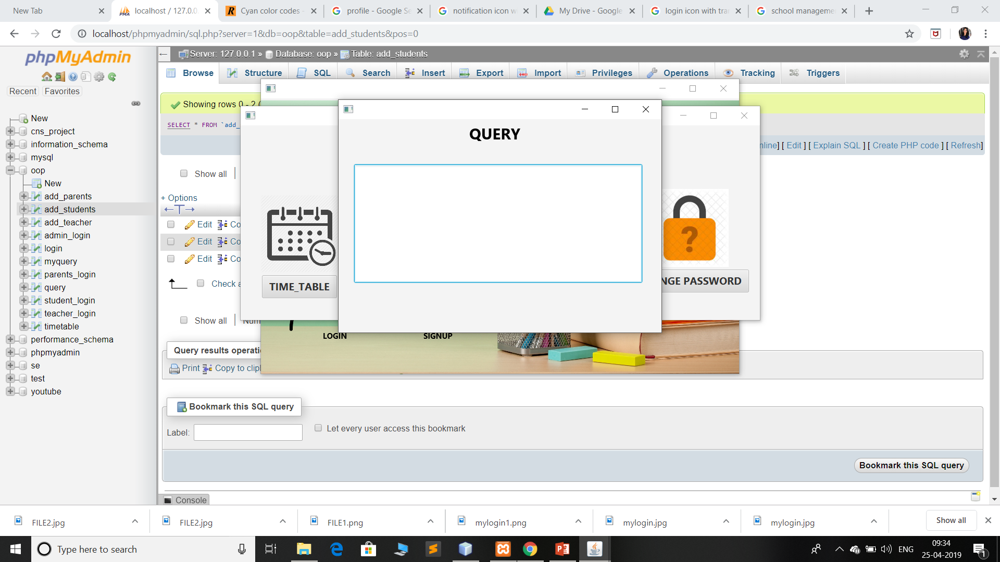 New Tab
localhost / 127.0.0.
Cyan color codes -
profile - Google Se
notification icon w
My Drive - Google
login icon with tra
school manageme
localhost/phpmyadmin/sql.php?server=1&db=oop&table=add_students&pos=0
phpMyAdmin
Recent
Favorites
New
cns_project
information_schema
mysql
oop
New
add_parents
add_students
add_teacher
admin_login
login
myquery
parents_login
query
student_login
teacher_login
timetable
performance_schema
phpmyadmin
se
test
youtube
Server: 127.0.0.1 » Database: oop » Table: add_students
Browse
Structure
SQL
Search
Insert
Export
Import
Privileges
Operations
Tracking
Triggers
Showing rows 0 - 2 (
SELECT * FROM `add_
nline] [ Edit ] [ Explain SQL ] [ Create PHP code ] [ Refresh]
Show all
+ Options
Edit Co
Edit Co
Edit Co
Check a
Show all
Num
QUERY
TIME_TABLE
NGE PASSWORD
LOGIN
SIGNUP
Query results operatio
Print Copy to clip
Bookmark this SQL query
Label:
Let every user access this bookmark
Bookmark this SQL query
Console
FILE2.jpg
FILE2.jpg
FILE1.png
mylogin1.png
mylogin.jpg
mylogin.jpg
Show all
Type here to search
ENG
09:34
25-04-2019
1